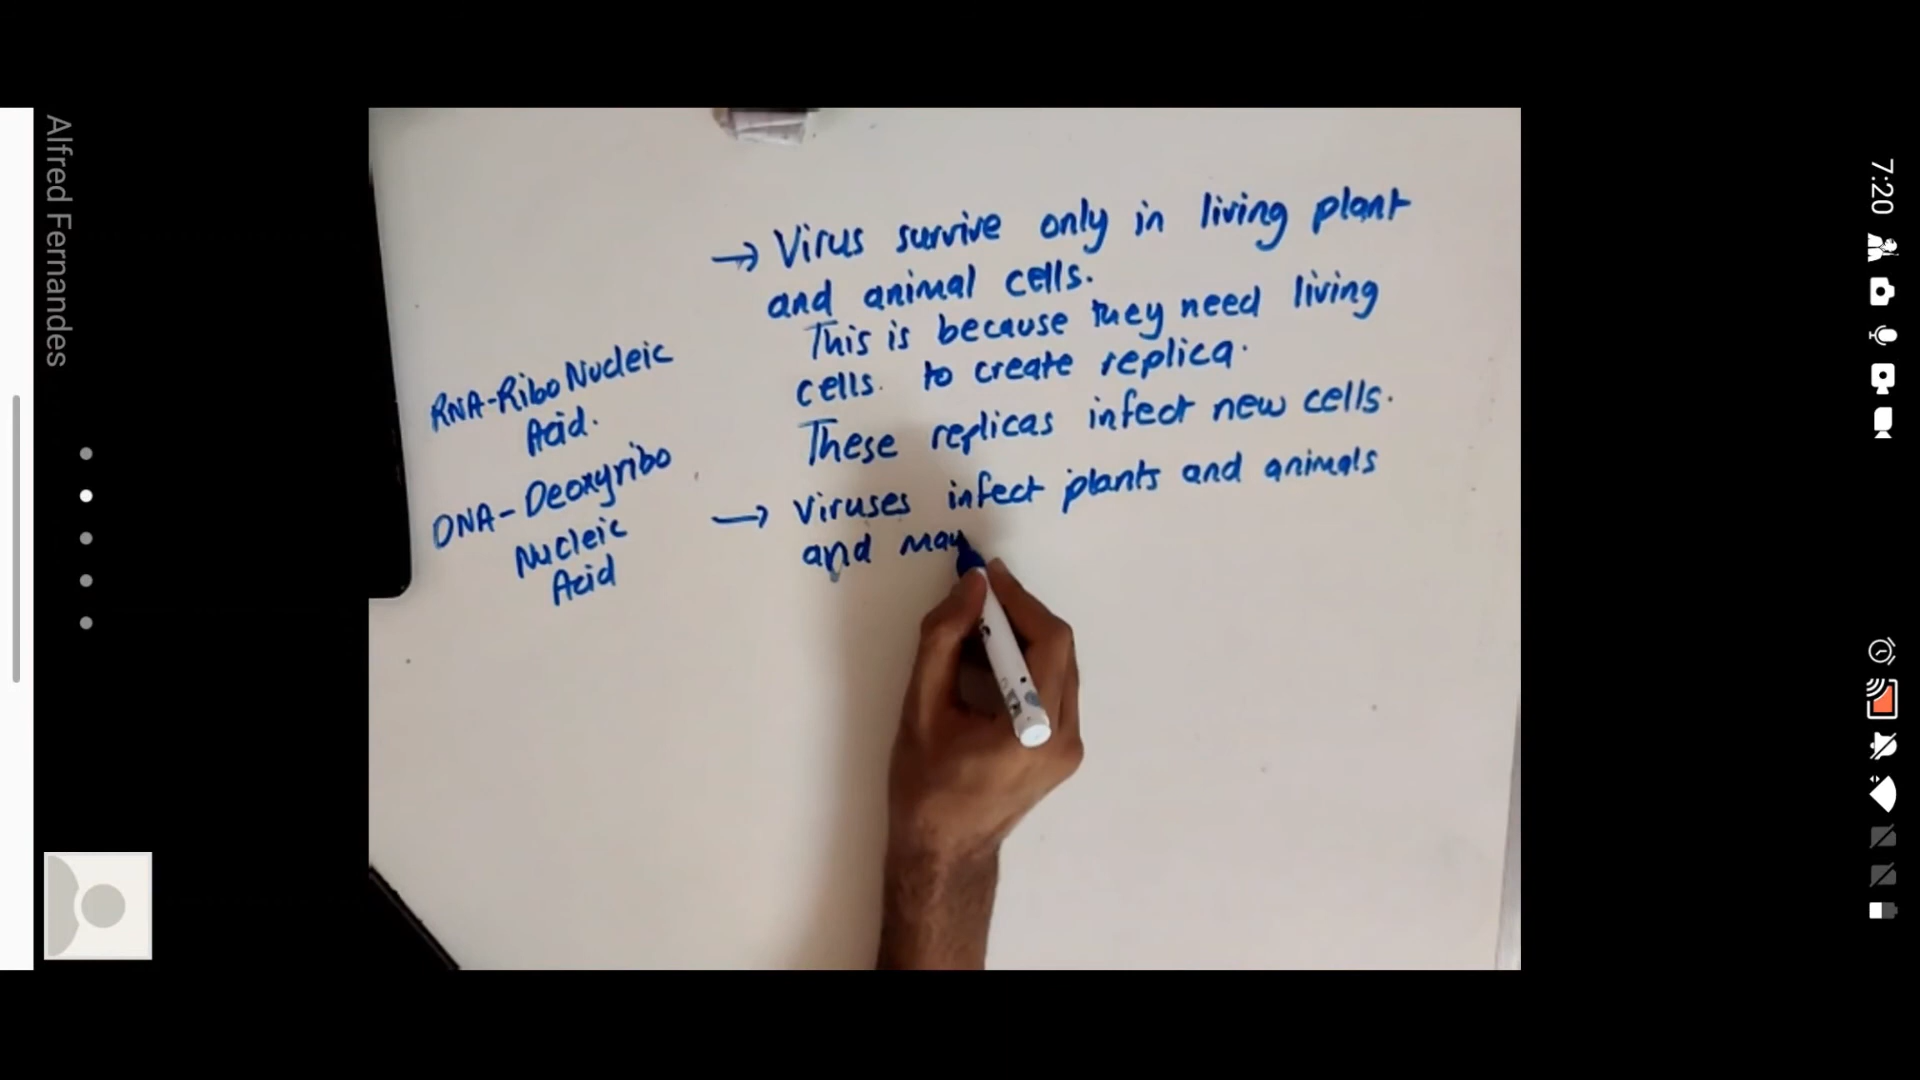 Alfred Fernandes
7:20
→ Virus survive only in living plant
and animal cells.
This is because they need living
cells. to create replica.
These replicas infect new cells.
→ Viruses infect plants and animals
and may
RNA-Ribo Nucleic
Acid.
DNA-Deoxyribo
Nucleic
Acid